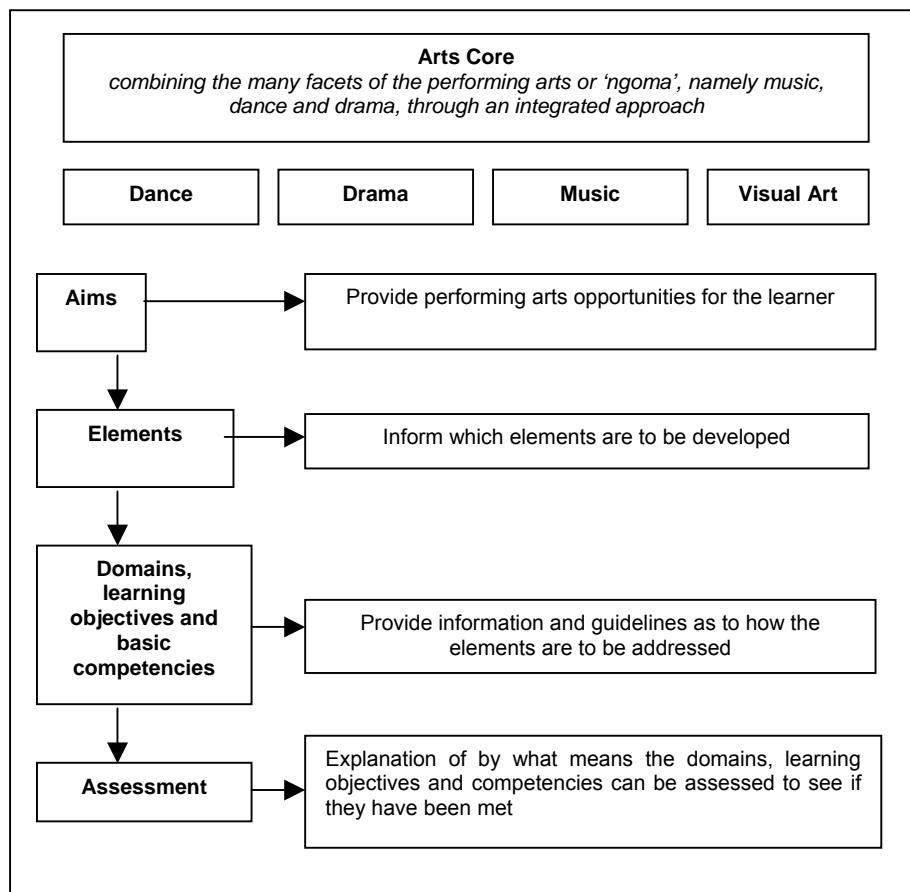 Arts Core
combining the many facets of the performing arts or ‘ngoma’, namely music,
dance and drama, through an integrated approach
Dance
Drama
Music
Visual Art
Aims
Provide performing arts opportunities for the learner
Elements
Inform which elements are to be developed
Domains,
learning
objectives and
basic
competencies
Provide information and guidelines as to how the
elements are to be addressed
Assessment
Explanation of by what means the domains, learning
objectives and competencies can be assessed to see if
they have been met